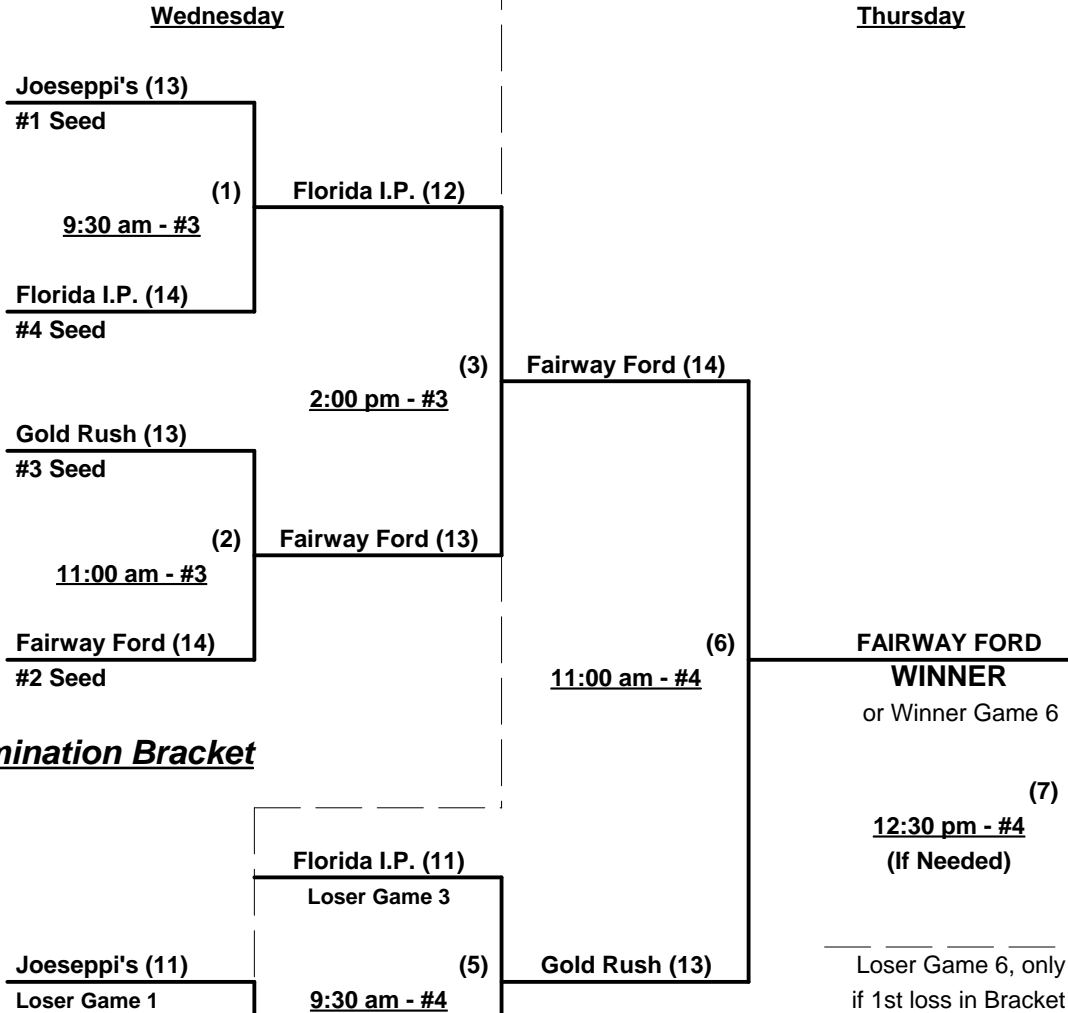 Wednesday
Thursday
Joeseppi's (13)
#1 Seed
(1)
Florida I.P. (12)
9:30 am - #3
Florida I.P. (14)
#4 Seed
(3)
Fairway Ford (14)
2:00 pm - #3
Gold Rush (13)
#3 Seed
(2)
Fairway Ford (13)
11:00 am - #3
Fairway Ford (14)
#2 Seed
(6)
FAIRWAY FORD
11:00 am - #4
WINNER
or Winner Game 6
mination Bracket
(7)
12:30 pm - #4
(If Needed)
Florida I.P. (11)
Loser Game 3
Joeseppi's (11)
Loser Game 1
(5)
Gold Rush (13)
9:30 am - #4
Loser Game 6, only
if 1st loss in Bracket